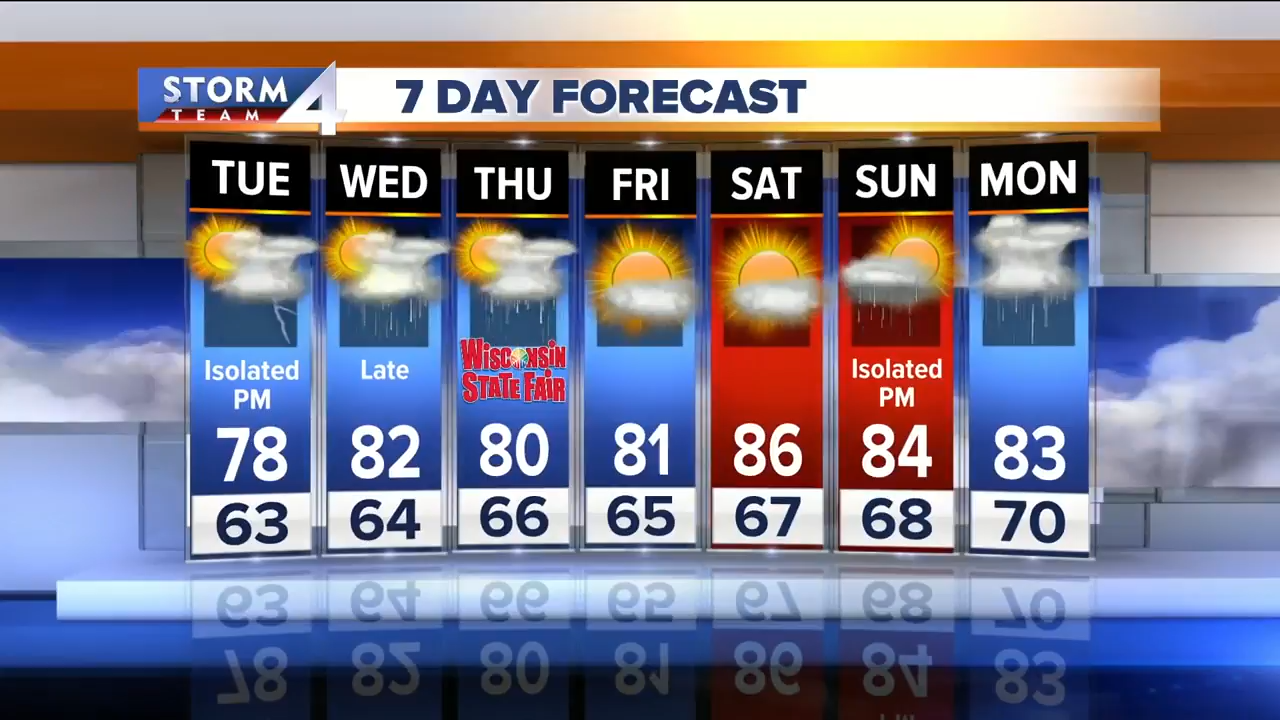 STORM
TEAM
4
7 DAY FORECAST
TUE WED THU FRI SAT SUN MON
Isolated
PM
Late
WISCONSIN
STATE FAIR
Isolated
PM
78 82 80 81 86 84 83
63 64 66 65 67 68 70